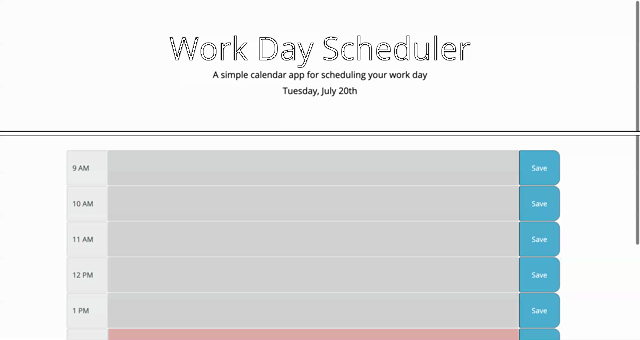 Work Day Scheduler
A simple calendar app for scheduling your work day
Tuesday, July 20th
9 AM Save
10 AM Save
11 AM Save
12 PM Save
1 PM Save